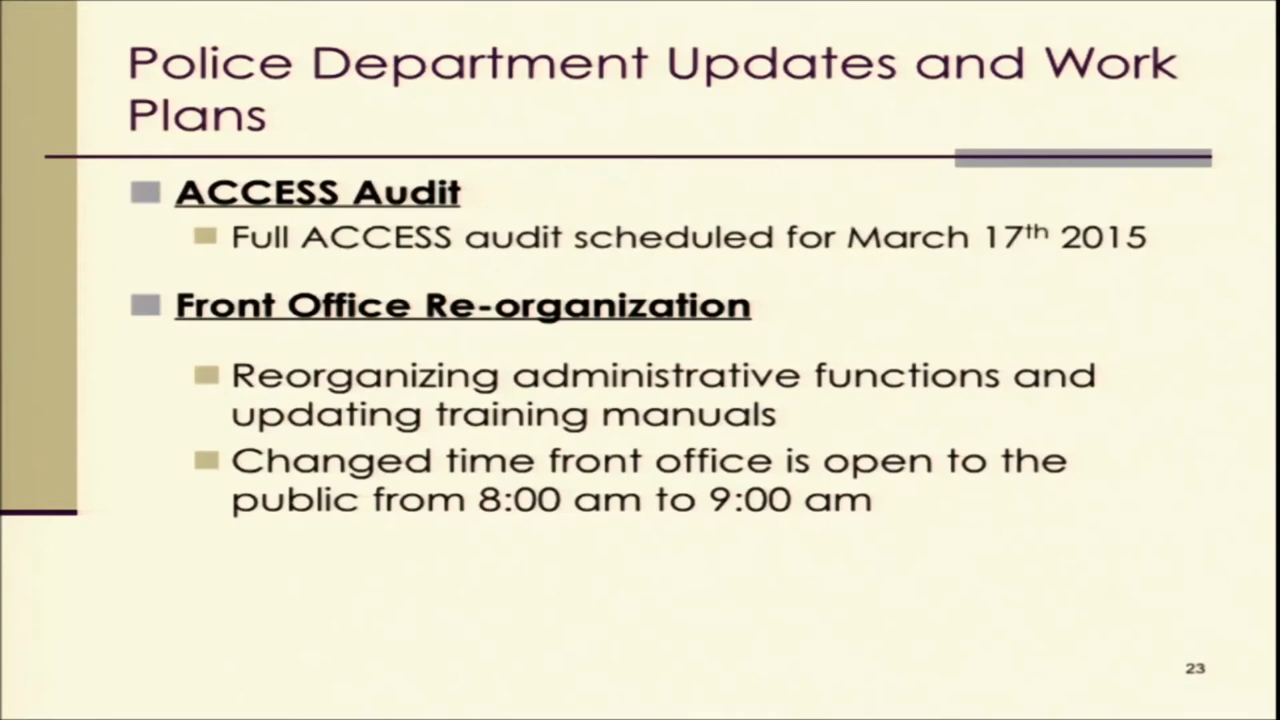 Police Department Updates and Work
Plans
ACCESS Audit
Full ACCESS audit scheduled for March 17th 2015
Front Office Re-organization
Reorganizing administrative functions and
updating training manuals
Changed time front office is open to the
public from 8:00 am to 9:00 am
23